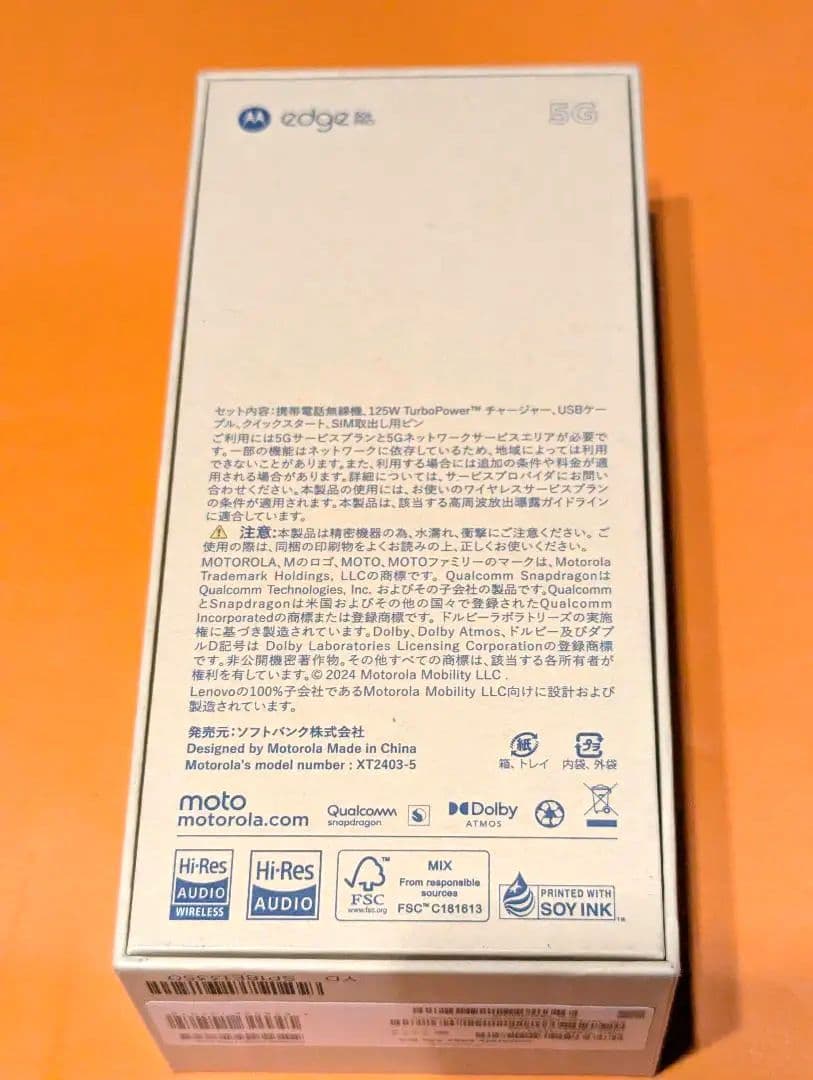 edge 50s PRO
5G
セット内容:携帯電話無線機、125W TurboPower™ チャージャー、USBケー
ブル、クイックスタート、SIM取出し用ピン
ご利用には5Gサービスプランと5Gネットワークサービスエリアが必要で
す。一部の機能はネットワークに依存しているため、地域によっては利用
できないことがあります。また、利用する場合には追加の条件や料金が適
用される場合があります。詳細については、サービスプロバイダにお問い
合わせください。本製品の使用には、お使いのワイヤレスサービスプラン
の条件が適用されます。本製品は、該当する高周波放出曝露ガイドライン
に適合しています。
注意:本製品は精密機器の為、水濡れ、衝撃にご注意ください。ご
使用の際は、同梱の印刷物をよくお読みの上、正しくお使いください。
MOTOROLA、Mのロゴ、MOTO、MOTOファミリーのマークは、Motorola
Trademark Holdings, LLCの商標です。Qualcomm Snapdragonは
Qualcomm Technologies, Inc. およびその子会社の製品です。Qualcomm
とSnapdragonは米国およびその他の国々で登録されたQualcomm
Incorporatedの商標または登録商標です。ドルビーラボラトリーズの実施
権に基づき製造されています。Dolby、Dolby Atmos、ドルビー及びダブ
ルD記号は Dolby Laboratories Licensing Corporationの登録商標
です。非公開機密著作物。その他すべての商標は、該当する各所有者が
権利を有しています。© 2024 Motorola Mobility LLC .
Lenovoの100%子会社であるMotorola Mobility LLC向けに設計および
製造されています。
発売元:ソフトバンク株式会社
Designed by Motorola Made in China
Motorola's model number : XT2403-5
紙
箱、トレイ
プラ
内袋、外袋
moto
motorola.com
Qualcomm
snapdragon
Dolby
ATMOS
Hi-Res
AUDIO
WIRELESS
Hi-Res
AUDIO
FSC
www.fsc.org
MIX
From responsible
sources
FSC™ C181613
PRINTED WITH
SOY INK™
YD